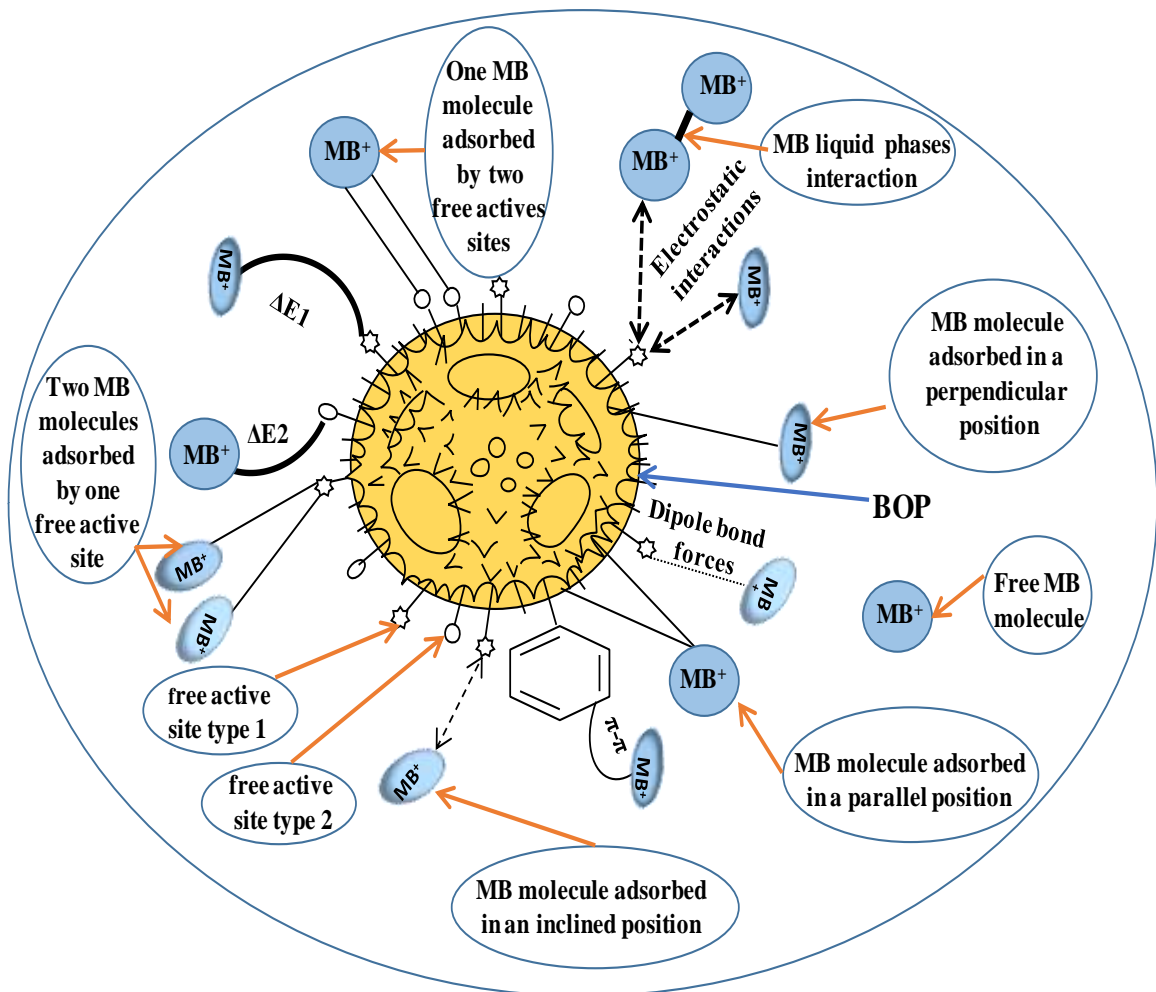 One MB
molecule
adsorbed
by two
free actives
sites
MB⁺
MB⁺
MB⁺
MB liquid phases
interaction
Electrostatic
interactions
MB⁺
MB⁺
ΔE1
MB molecule
adsorbed in a
perpendicular
position
MB⁺
Two MB
molecules
adsorbed
by one
free active
site
MB⁺
ΔE2
BOP
Dipole bond
forces
MB⁺
MB⁺
MB⁺
Free MB
molecule
MB⁺
MB⁺
free active
site type 1
free active
site type 2
MB⁺
π-π
MB⁺
MB molecule adsorbed
in a parallel position
MB molecule adsorbed
in an inclined position